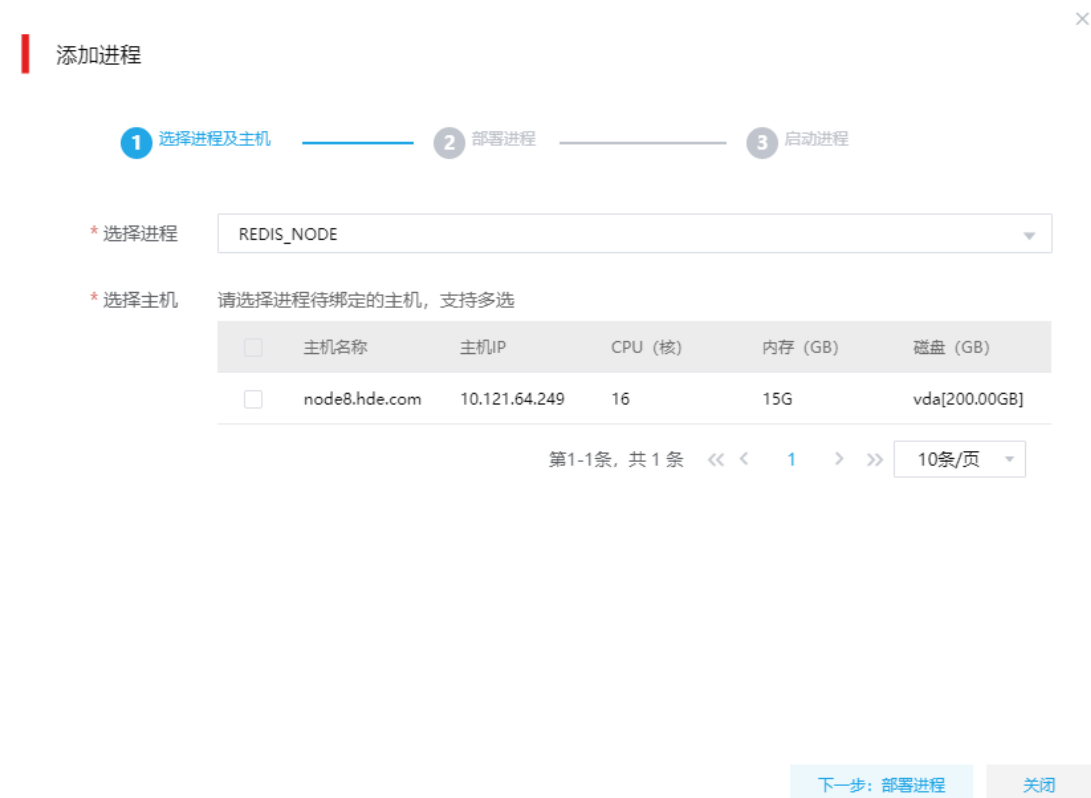 添加进程
1 选择进程及主机 2 部署进程 3 启动进程
* 选择进程 REDIS_NODE
* 选择主机 请选择进程待绑定的主机，支持多选
主机名称 主机IP CPU（核） 内存（GB） 磁盘（GB）
node8.hde.com 10.121.64.249 16 15G vda[200.00GB]
第1-1条，共 1 条 1 10条/页
下一步：部署进程 关闭